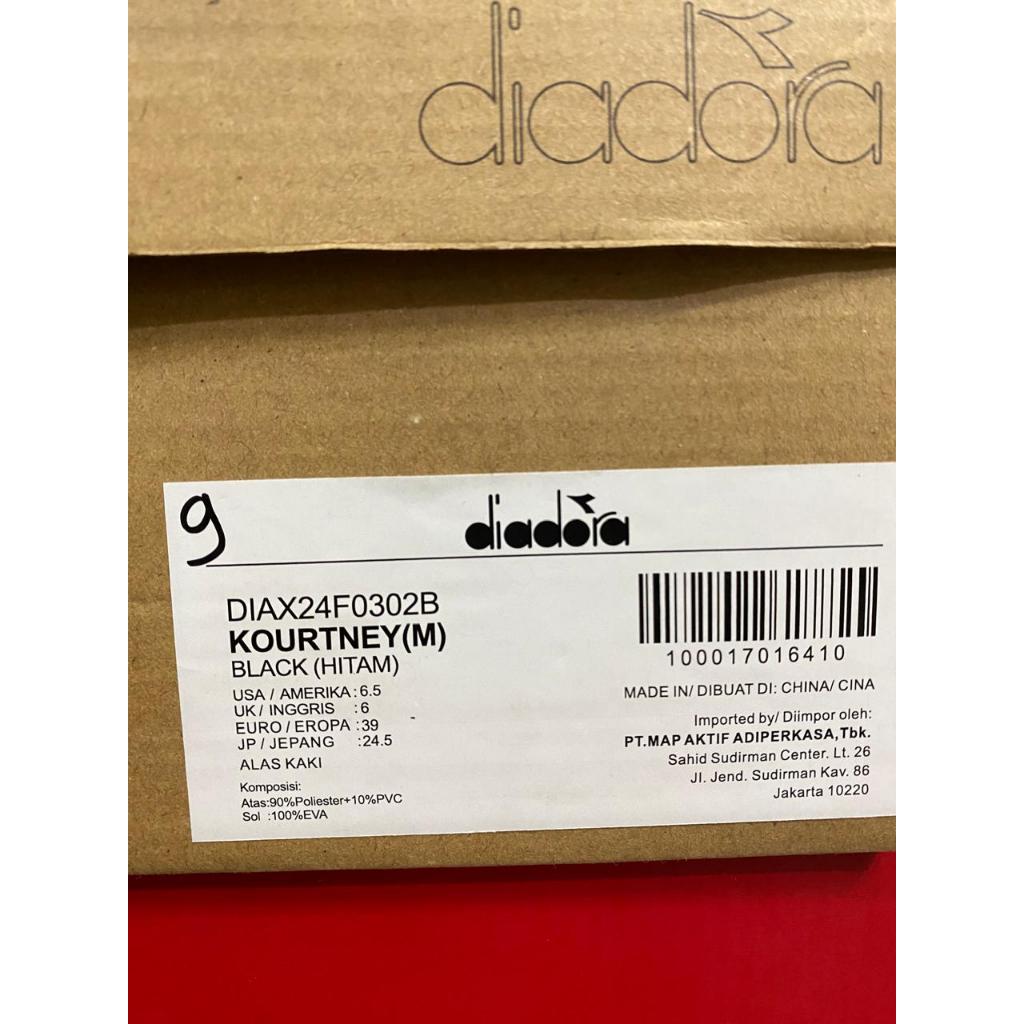 diadora
9
diadora
DIAX24F0302B
KOURTNEY(M)
BLACK (HITAM)
USA / AMERIKA : 6.5
UK / INGGRIS : 6
EURO / EROPA : 39
JP / JEPANG : 24.5
ALAS KAKI
Komposisi:
Atas:90%Poliester+10%PVC
Sol :100%EVA
100017016410
MADE IN/ DIBUAT DI: CHINA/ CINA
Imported by/ Diimpor oleh:
PT.MAP AKTIF ADIPERKASA,Tbk.
Sahid Sudirman Center. Lt. 26
Jl. Jend. Sudirman Kav. 86
Jakarta 10220